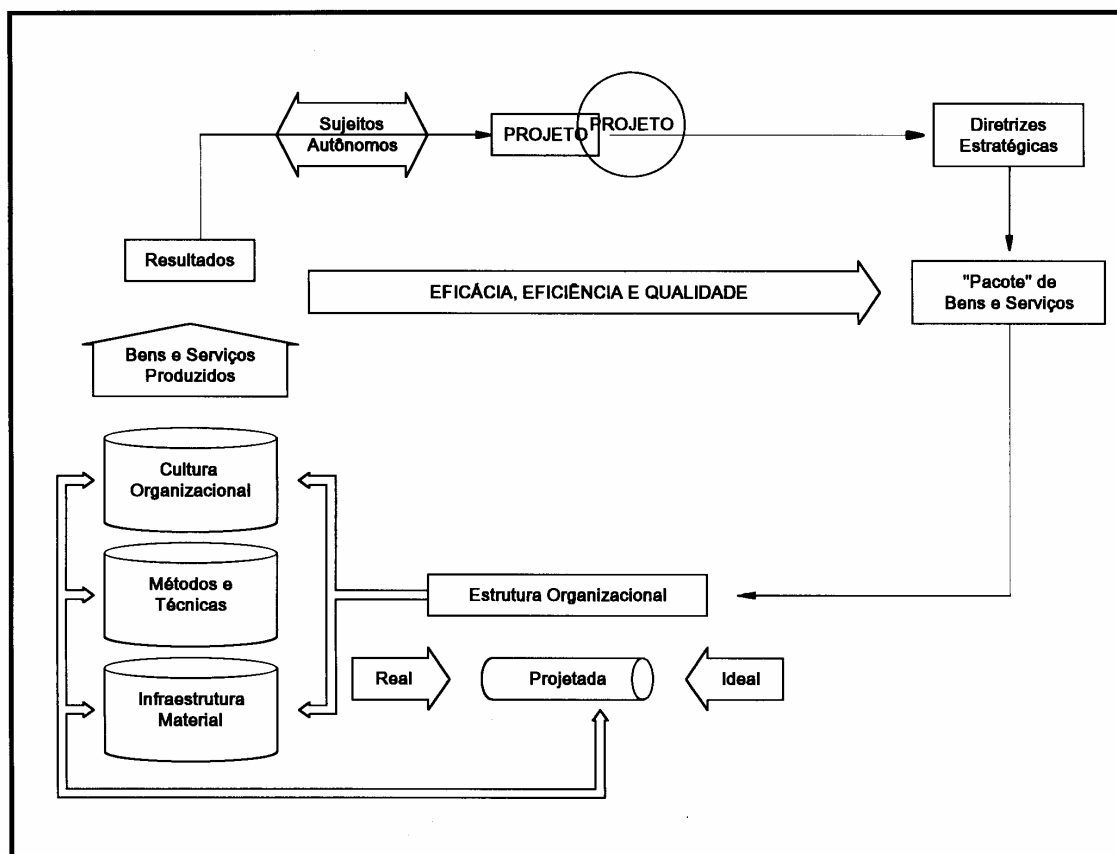 Sujeitos
Autônomos
PROJETO
PROJETO
Diretrizes
Estratégicas
Resultados
EFICÁCIA, EFICIÊNCIA E QUALIDADE
"Pacote" de
Bens e Serviços
Bens e Serviços
Produzidos
Cultura
Organizacional
Métodos e
Técnicas
Estrutura Organizacional
Real
Projetada
Ideal
Infraestrutura
Material